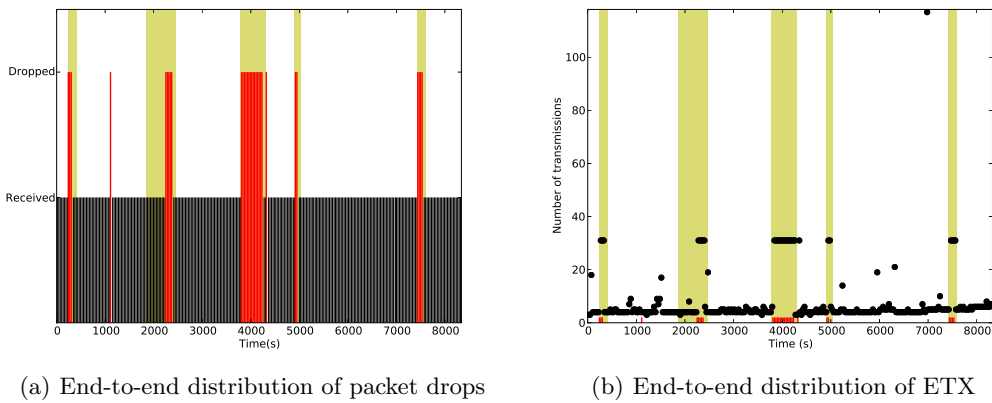 Dropped
Received
0 1000 2000 3000 4000 5000 6000 7000 8000
Time(s)
(a) End-to-end distribution of packet drops
Number of transmissions
100
80
60
40
20
0
0 1000 2000 3000 4000 5000 6000 7000 8000
Time (s)
(b) End-to-end distribution of ETX